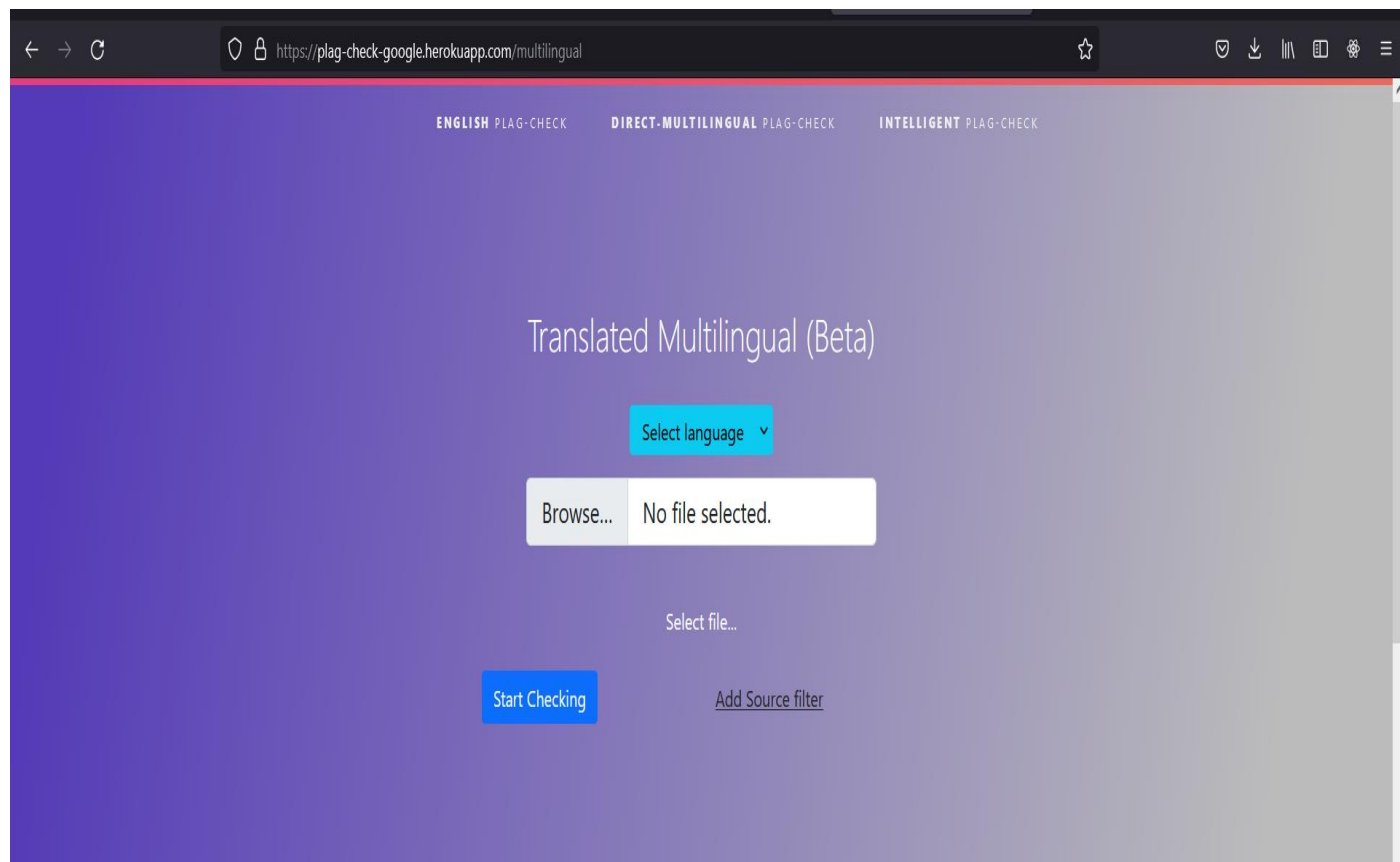 https://plag-check-google.herokuapp.com/multilingual
ENGLISH PLAG-CHECK DIRECT-MULTILINGUAL PLAG-CHECK INTELLIGENT PLAG-CHECK
Translated Multilingual (Beta)
Select language
Browse... No file selected.
Select file...
Start Checking Add Source filter